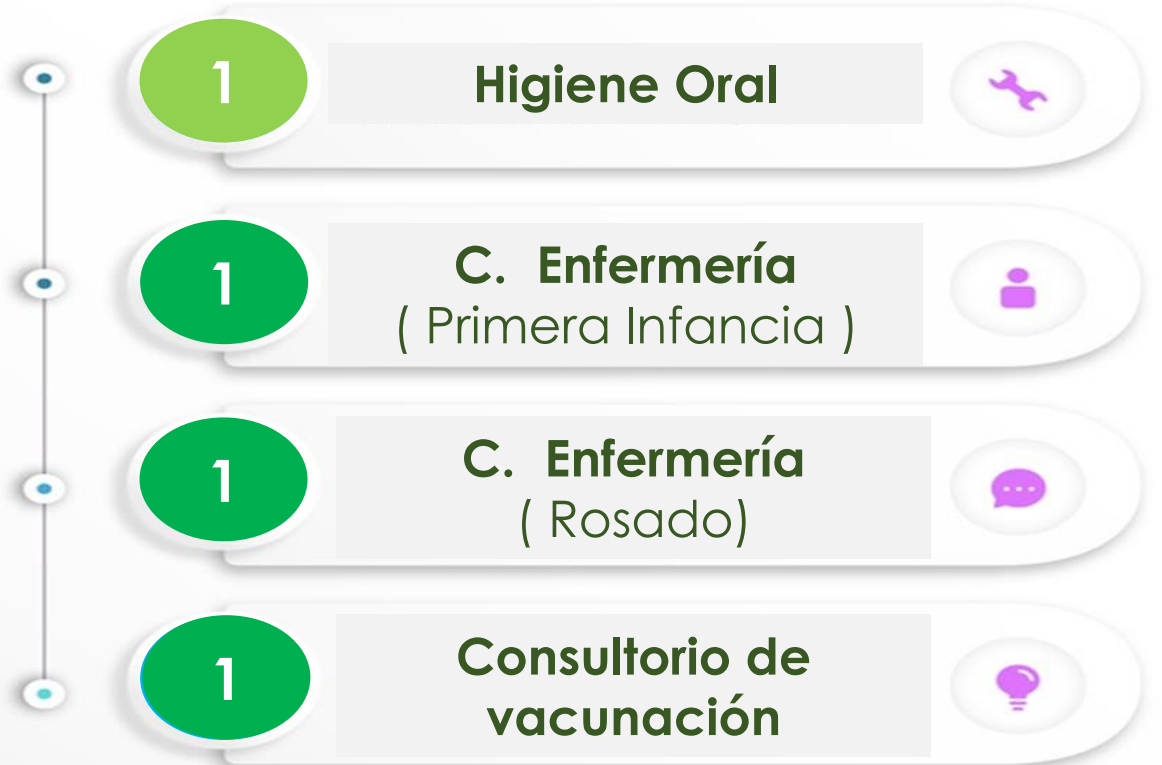 1
Higiene Oral
1
C. Enfermería
( Primera Infancia )
1
C. Enfermería
( Rosado)
1
Consultorio de
vacunación